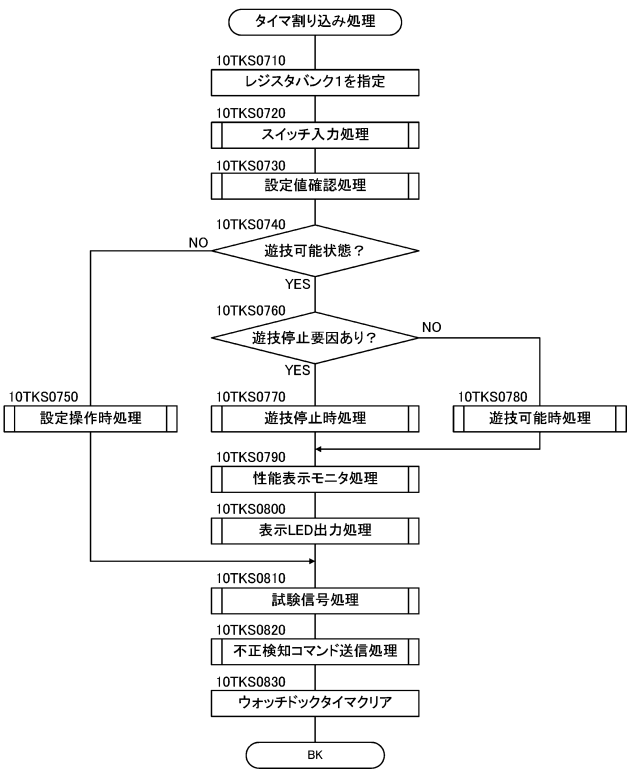 タイマ割り込み処理
10TKS0710
レジスタバンク1を指定
10TKS0720
スイッチ入力処理
10TKS0730
設定値確認処理
10TKS0740
遊技可能状態？
NO
YES
10TKS0760
遊技停止要因あり？
NO
YES
10TKS0750
設定操作時処理
10TKS0770
遊技停止時処理
10TKS0780
遊技可能時処理
10TKS0790
性能表示モニタ処理
10TKS0800
表示LED出力処理
10TKS0810
試験信号処理
10TKS0820
不正検知コマンド送信処理
10TKS0830
ウォッチドックタイマクリア
BK